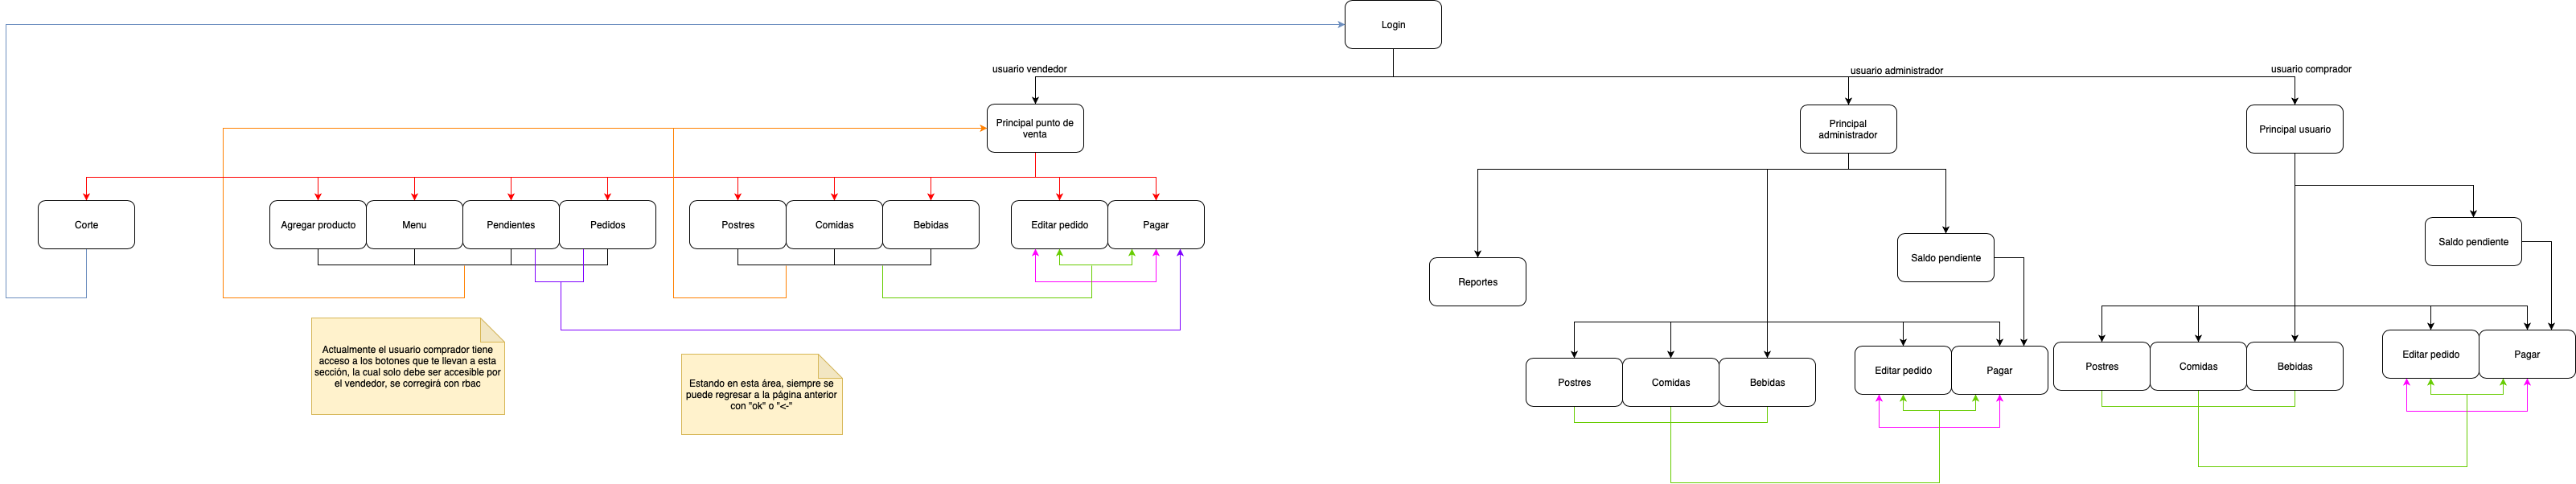 Login
usuario vendedor
usuario administrador
usuario comprador
Principal punto de
venta
Principal
administrador
Principal usuario
Corte
Agregar producto
Menu
Pendientes
Pedidos
Postres
Comidas
Bebidas
Editar pedido
Pagar
Saldo pendiente
Saldo pendiente
Reportes
Actualmente el usuario comprador tiene
acceso a los botones que te llevan a esta
sección, la cual solo debe ser accesible por
el vendedor, se corregirá con rbac
Estando en esta área, siempre se
puede regresar a la página anterior
con "ok" o "<-"
Postres
Comidas
Bebidas
Editar pedido
Pagar
Postres
Comidas
Bebidas
Editar pedido
Pagar